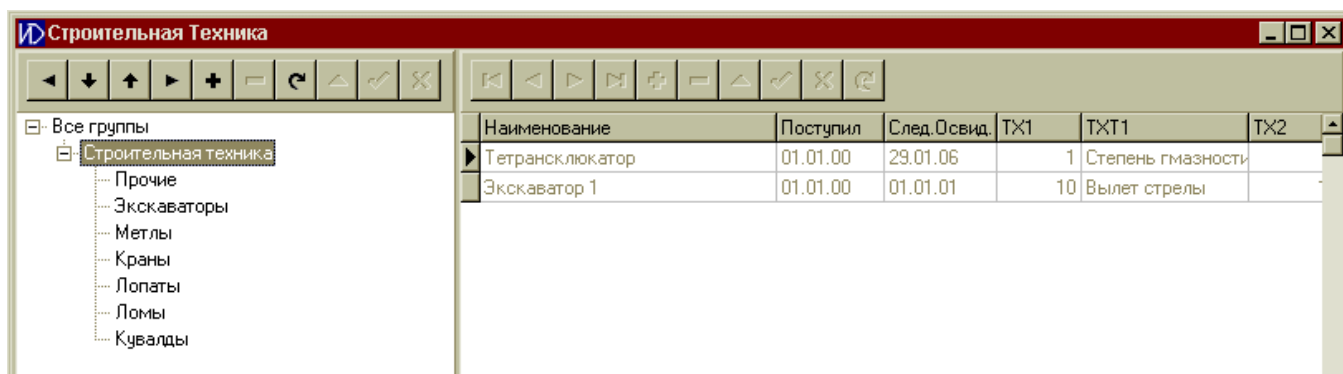 ИД Строительная Техника
Все группы
Строительная техника
Прочие
Экскаваторы
Метлы
Краны
Лопаты
Ломы
Кувалды
Наименование Поступил След.Освид. TX1 TXT1 TX2
Тетрансклюкатор 01.01.00 29.01.06 1 Степень гмазности
Экскаватор 1 01.01.00 01.01.01 10 Вылет стрелы